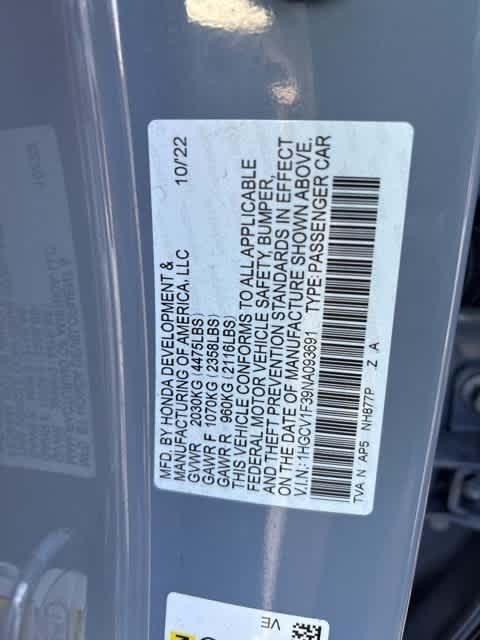 MFD. BY HONDA DEVELOPMENT &
MANUFACTURING OF AMERICA, LLC 10/'22
GVWR 2030KG (4475LBS)
GAWR F 1070KG (2358LBS)
GAWR R 960KG (2116LBS)
THIS VEHICLE CONFORMS TO ALL APPLICABLE
FEDERAL MOTOR VEHICLE SAFETY, BUMPER,
AND THEFT PREVENTION STANDARDS IN EFFECT
ON THE DATE OF MANUFACTURE SHOWN ABOVE.
V.I.N.: 1HGCV1F39NA093691 TYPE: PASSENGER CAR
TVA N AP5 NH877P Z A
VE